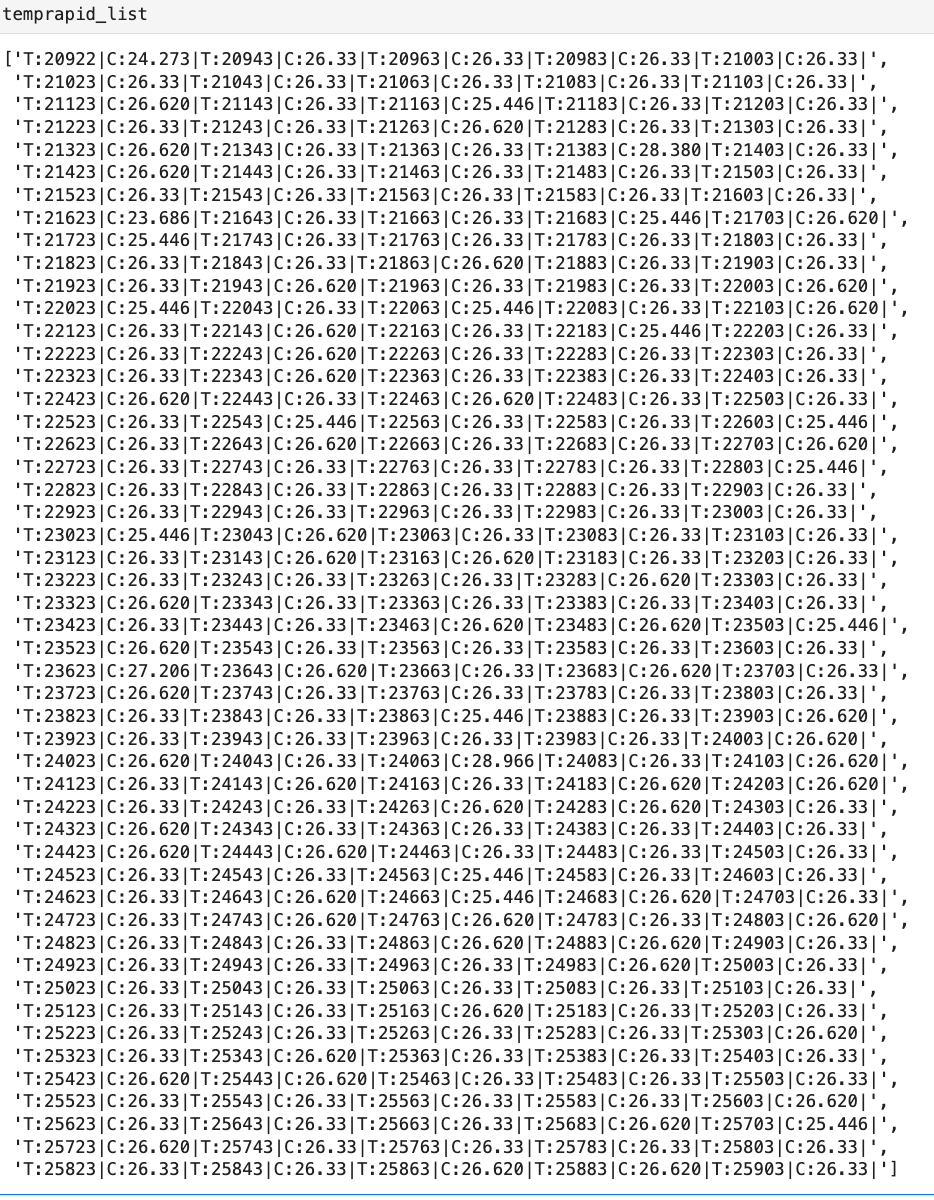 temprapid_list
['T:20922|C:24.273|T:20943|C:26.33|T:20963|C:26.33|T:20983|C:26.33|T:21003|C:26.33|',
'T:21023|C:26.33|T:21043|C:26.33|T:21063|C:26.33|T:21083|C:26.33|T:21103|C:26.33|',
'T:21123|C:26.620|T:21143|C:26.33|T:21163|C:25.446|T:21183|C:26.33|T:21203|C:26.33|',
'T:21223|C:26.33|T:21243|C:26.33|T:21263|C:26.620|T:21283|C:26.33|T:21303|C:26.33|',
'T:21323|C:26.620|T:21343|C:26.33|T:21363|C:26.33|T:21383|C:28.380|T:21403|C:26.33|',
'T:21423|C:26.620|T:21443|C:26.33|T:21463|C:26.33|T:21483|C:26.33|T:21503|C:26.33|',
'T:21523|C:26.33|T:21543|C:26.33|T:21563|C:26.33|T:21583|C:26.33|T:21603|C:26.33|',
'T:21623|C:23.686|T:21643|C:26.33|T:21663|C:26.33|T:21683|C:25.446|T:21703|C:26.620|',
'T:21723|C:25.446|T:21743|C:26.33|T:21763|C:26.33|T:21783|C:26.33|T:21803|C:26.33|',
'T:21823|C:26.33|T:21843|C:26.33|T:21863|C:26.620|T:21883|C:26.33|T:21903|C:26.33|',
'T:21923|C:26.33|T:21943|C:26.620|T:21963|C:26.33|T:21983|C:26.33|T:22003|C:26.620|',
'T:22023|C:25.446|T:22043|C:26.33|T:22063|C:25.446|T:22083|C:26.33|T:22103|C:26.620|',
'T:22123|C:26.33|T:22143|C:26.620|T:22163|C:26.33|T:22183|C:25.446|T:22203|C:26.33|',
'T:22223|C:26.33|T:22243|C:26.620|T:22263|C:26.33|T:22283|C:26.33|T:22303|C:26.33|',
'T:22323|C:26.33|T:22343|C:26.620|T:22363|C:26.33|T:22383|C:26.33|T:22403|C:26.33|',
'T:22423|C:26.620|T:22443|C:26.33|T:22463|C:26.620|T:22483|C:26.33|T:22503|C:26.33|',
'T:22523|C:26.33|T:22543|C:25.446|T:22563|C:26.33|T:22583|C:26.33|T:22603|C:25.446|',
'T:22623|C:26.33|T:22643|C:26.620|T:22663|C:26.33|T:22683|C:26.33|T:22703|C:26.620|',
'T:22723|C:26.33|T:22743|C:26.33|T:22763|C:26.33|T:22783|C:26.33|T:22803|C:25.446|',
'T:22823|C:26.33|T:22843|C:26.33|T:22863|C:26.33|T:22883|C:26.33|T:22903|C:26.33|',
'T:22923|C:26.33|T:22943|C:26.33|T:22963|C:26.33|T:22983|C:26.33|T:23003|C:26.33|',
'T:23023|C:25.446|T:23043|C:26.620|T:23063|C:26.33|T:23083|C:26.33|T:23103|C:26.33|',
'T:23123|C:26.33|T:23143|C:26.620|T:23163|C:26.620|T:23183|C:26.33|T:23203|C:26.33|',
'T:23223|C:26.33|T:23243|C:26.33|T:23263|C:26.33|T:23283|C:26.620|T:23303|C:26.33|',
'T:23323|C:26.620|T:23343|C:26.33|T:23363|C:26.33|T:23383|C:26.33|T:23403|C:26.33|',
'T:23423|C:26.33|T:23443|C:26.33|T:23463|C:26.620|T:23483|C:26.620|T:23503|C:25.446|',
'T:23523|C:26.620|T:23543|C:26.33|T:23563|C:26.33|T:23583|C:26.33|T:23603|C:26.33|',
'T:23623|C:27.206|T:23643|C:26.620|T:23663|C:26.33|T:23683|C:26.620|T:23703|C:26.33|',
'T:23723|C:26.620|T:23743|C:26.33|T:23763|C:26.33|T:23783|C:26.33|T:23803|C:26.33|',
'T:23823|C:26.33|T:23843|C:26.33|T:23863|C:25.446|T:23883|C:26.33|T:23903|C:26.620|',
'T:23923|C:26.33|T:23943|C:26.33|T:23963|C:26.33|T:23983|C:26.33|T:24003|C:26.620|',
'T:24023|C:26.620|T:24043|C:26.33|T:24063|C:28.966|T:24083|C:26.33|T:24103|C:26.620|',
'T:24123|C:26.33|T:24143|C:26.620|T:24163|C:26.33|T:24183|C:26.620|T:24203|C:26.620|',
'T:24223|C:26.33|T:24243|C:26.33|T:24263|C:26.620|T:24283|C:26.620|T:24303|C:26.33|',
'T:24323|C:26.620|T:24343|C:26.33|T:24363|C:26.33|T:24383|C:26.33|T:24403|C:26.33|',
'T:24423|C:26.620|T:24443|C:26.620|T:24463|C:26.33|T:24483|C:26.33|T:24503|C:26.33|',
'T:24523|C:26.33|T:24543|C:26.33|T:24563|C:25.446|T:24583|C:26.33|T:24603|C:26.33|',
'T:24623|C:26.33|T:24643|C:26.620|T:24663|C:25.446|T:24683|C:26.620|T:24703|C:26.33|',
'T:24723|C:26.33|T:24743|C:26.620|T:24763|C:26.620|T:24783|C:26.33|T:24803|C:26.620|',
'T:24823|C:26.33|T:24843|C:26.33|T:24863|C:26.620|T:24883|C:26.620|T:24903|C:26.33|',
'T:24923|C:26.33|T:24943|C:26.33|T:24963|C:26.33|T:24983|C:26.620|T:25003|C:26.33|',
'T:25023|C:26.33|T:25043|C:26.33|T:25063|C:26.33|T:25083|C:26.33|T:25103|C:26.33|',
'T:25123|C:26.33|T:25143|C:26.33|T:25163|C:26.620|T:25183|C:26.33|T:25203|C:26.33|',
'T:25223|C:26.33|T:25243|C:26.33|T:25263|C:26.33|T:25283|C:26.33|T:25303|C:26.620|',
'T:25323|C:26.33|T:25343|C:26.620|T:25363|C:26.33|T:25383|C:26.33|T:25403|C:26.33|',
'T:25423|C:26.620|T:25443|C:26.620|T:25463|C:26.33|T:25483|C:26.33|T:25503|C:26.33|',
'T:25523|C:26.33|T:25543|C:26.33|T:25563|C:26.33|T:25583|C:26.33|T:25603|C:26.620|',
'T:25623|C:26.33|T:25643|C:26.33|T:25663|C:26.33|T:25683|C:26.620|T:25703|C:25.446|',
'T:25723|C:26.620|T:25743|C:26.33|T:25763|C:26.33|T:25783|C:26.33|T:25803|C:26.33|',
'T:25823|C:26.33|T:25843|C:26.33|T:25863|C:26.620|T:25883|C:26.620|T:25903|C:26.33|']